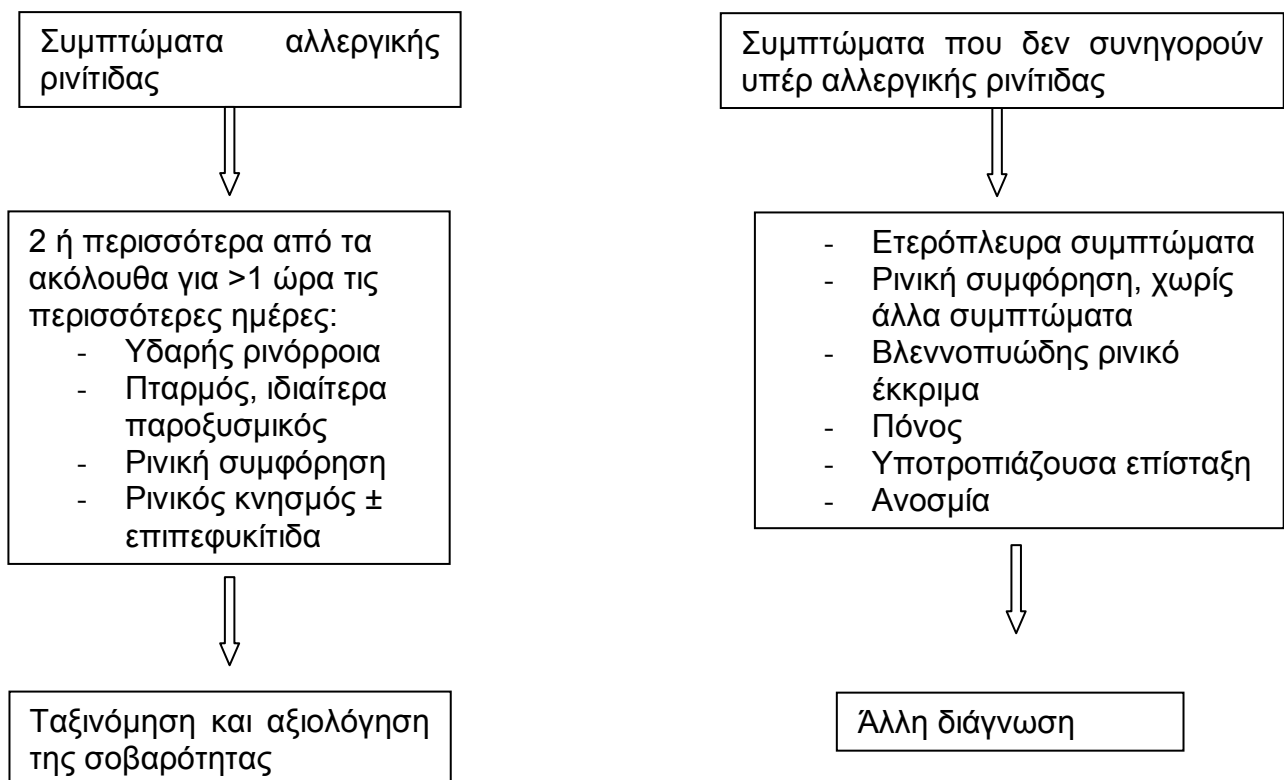 Συμπτώματα αλλεργικής
ρινίτιδας
2 ή περισσότερα από τα
ακόλουθα για >1 ώρα τις
περισσότερες ημέρες:
- Υδαρής ρινόρροια
- Πταρμός, ιδιαίτερα
παροξυσμικός
- Ρινική συμφόρηση
- Ρινικός κνησμός ±
επιπεφυκίτιδα
Ταξινόμηση και αξιολόγηση
της σοβαρότητας
Συμπτώματα που δεν συνηγορούν
υπέρ αλλεργικής ρινίτιδας
- Ετερόπλευρα συμπτώματα
- Ρινική συμφόρηση, χωρίς
άλλα συμπτώματα
- Βλεννοπυώδης ρινικό
έκκριμα
- Πόνος
- Υποτροπιάζουσα επίσταξη
- Ανοσμία
Άλλη διάγνωση